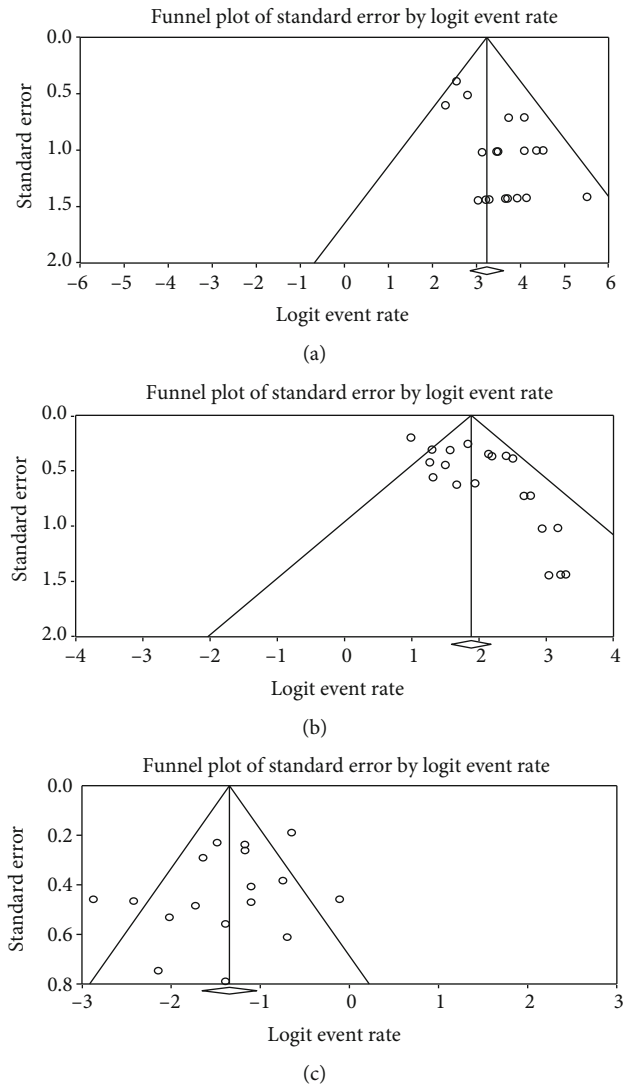 Funnel plot of standard error by logit event rate
0.0
0.5
1.0
1.5
2.0
Standard error
−6 −5 −4 −3 −2 −1 0 1 2 3 4 5 6
Logit event rate
(a)
Funnel plot of standard error by logit event rate
0.0
0.5
1.0
1.5
2.0
Standard error
−4 −3 −2 −1 0 1 2 3 4
Logit event rate
(b)
Funnel plot of standard error by logit event rate
0.0
0.2
0.4
0.6
0.8
Standard error
−3 −2 −1 0 1 2 3
Logit event rate
(c)